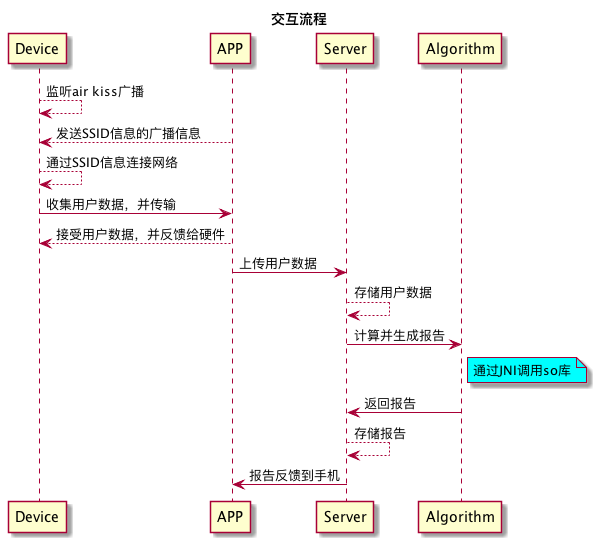 交互流程
Device
APP
Server
Algorithm
监听air kiss广播
发送SSID信息的广播信息
通过SSID信息连接网络
收集用户数据，并传输
接受用户数据，并反馈给硬件
上传用户数据
存储用户数据
计算并生成报告
通过JNI调用so库
返回报告
存储报告
报告反馈到手机
Device
APP
Server
Algorithm